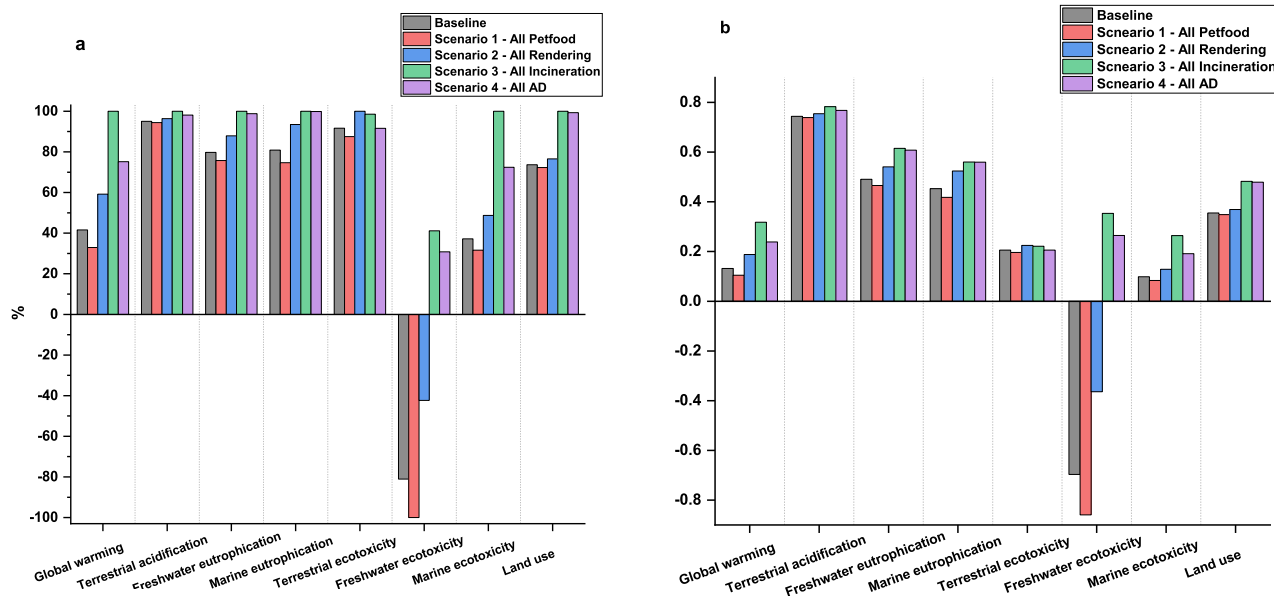 a
Baseline
Scenario 1 - All Petfood
Scenario 2 - All Rendering
Scenario 3 - All Incineration
Scenario 4 - All AD
100
80
60
40
20
0
-20
-40
-60
-80
-100
%
Global warming
Terrestrial acidification
Freshwater eutrophication
Marine eutrophication
Terrestrial ecotoxicity
Freshwater ecotoxicity
Marine ecotoxicity
Land use
b
Baseline
Scneario 1 - All Petfood
Scneario 2 - All Rendering
Scneario 3 - All Incineration
Scneario 4 - All AD
0.8
0.6
0.4
0.2
0.0
-0.2
-0.4
-0.6
-0.8
Global warming
Terrestrial acidification
Freshwater eutrophication
Marine eutrophication
Terrestrial ecotoxicity
Freshwater ecotoxicity
Marine ecotoxicity
Land use